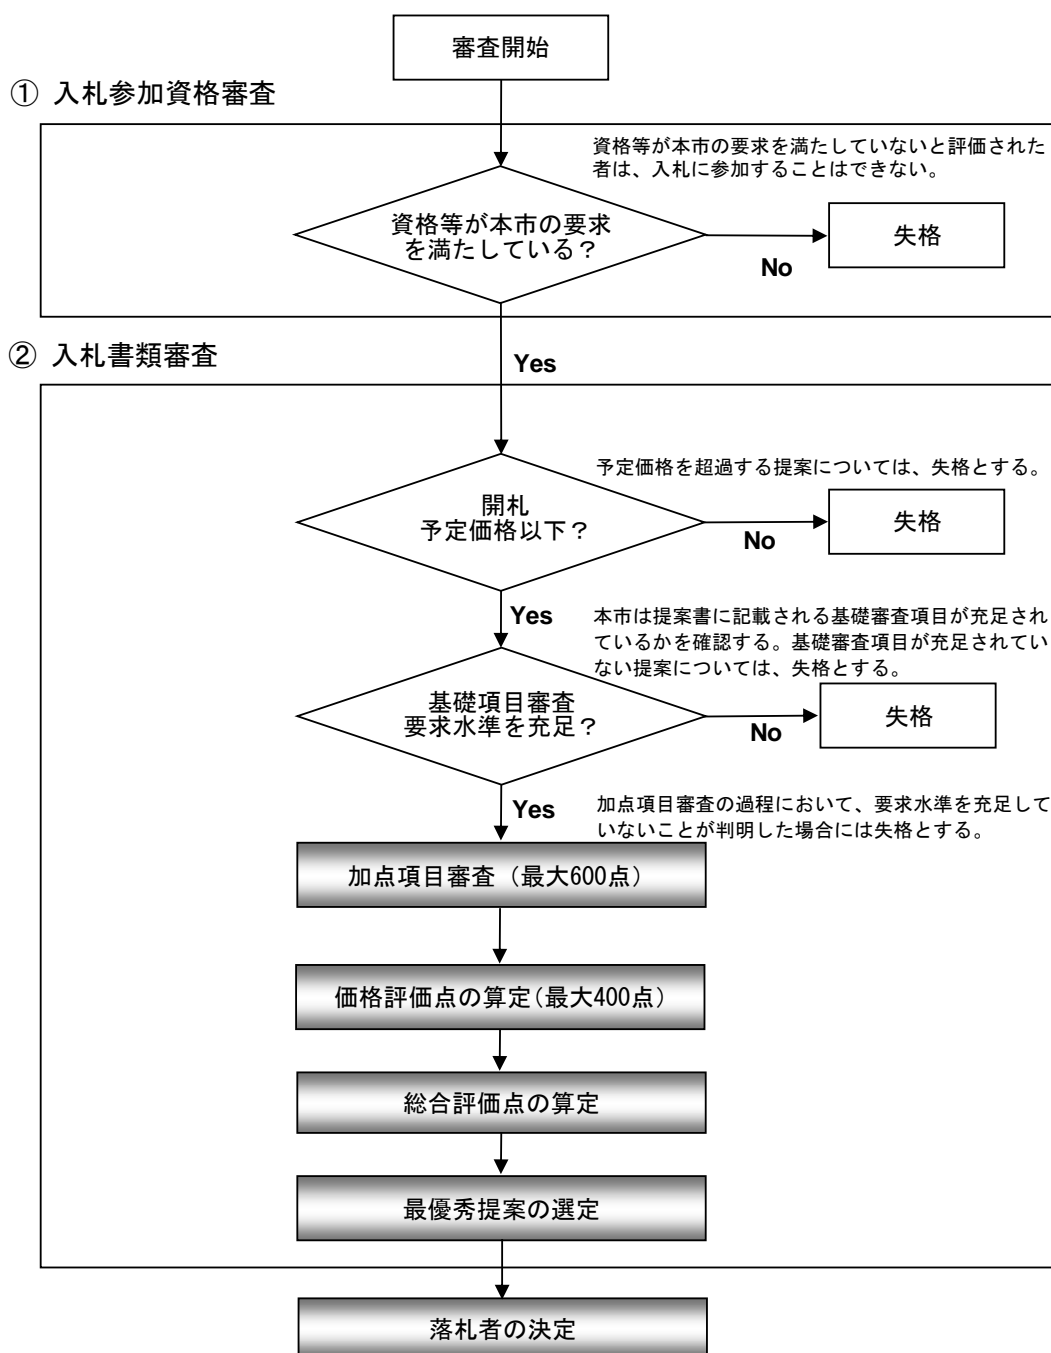 審査開始
① 入札参加資格審査
資格等が本市の要求を満たしていないと評価された
者は、入札に参加することはできない。
資格等が本市の要求
を満たしている?
失格
No
② 入札書類審査
Yes
予定価格を超過する提案については、失格とする。
開札
予定価格以下?
失格
No
Yes
本市は提案書に記載される基礎審査項目が充足され
ているかを確認する。基礎審査項目が充足されてい
ない提案については、失格とする。
基礎項目審査
要求水準を充足?
失格
No
Yes
加点項目審査の過程において、要求水準を充足して
いないことが判明した場合には失格とする。
加点項目審査(最大600点)
価格評価点の算定(最大400点)
総合評価点の算定
最優秀提案の選定
落札者の決定